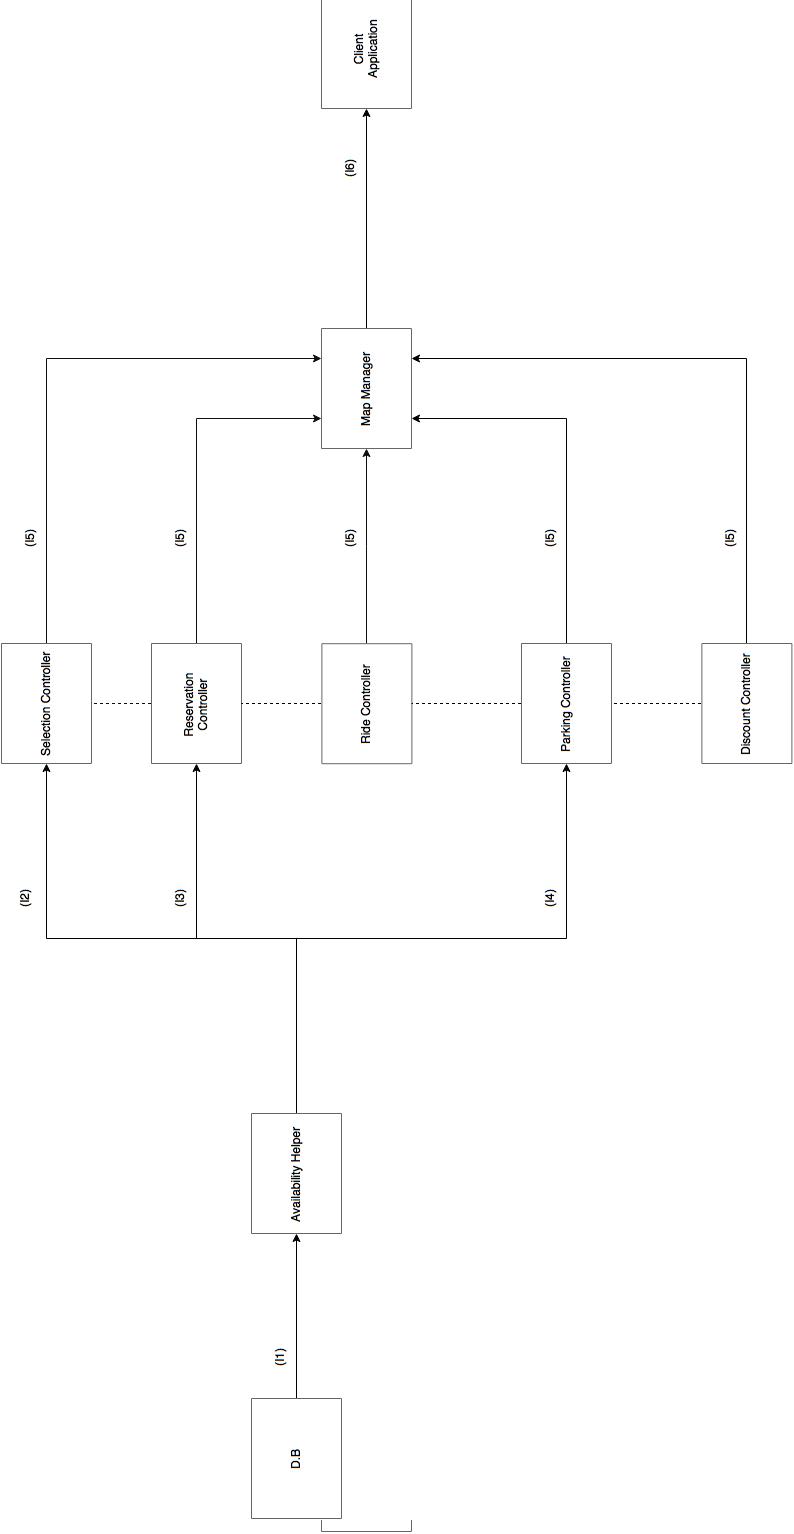 Client
Application
(I6)
Map Manager
(I5)
(I5)
(I5)
(I5)
(I5)
Selection Controller
Reservation
Controller
Ride Controller
Parking Controller
Discount Controller
(I2)
(I3)
(I4)
Availability Helper
(I1)
D.B